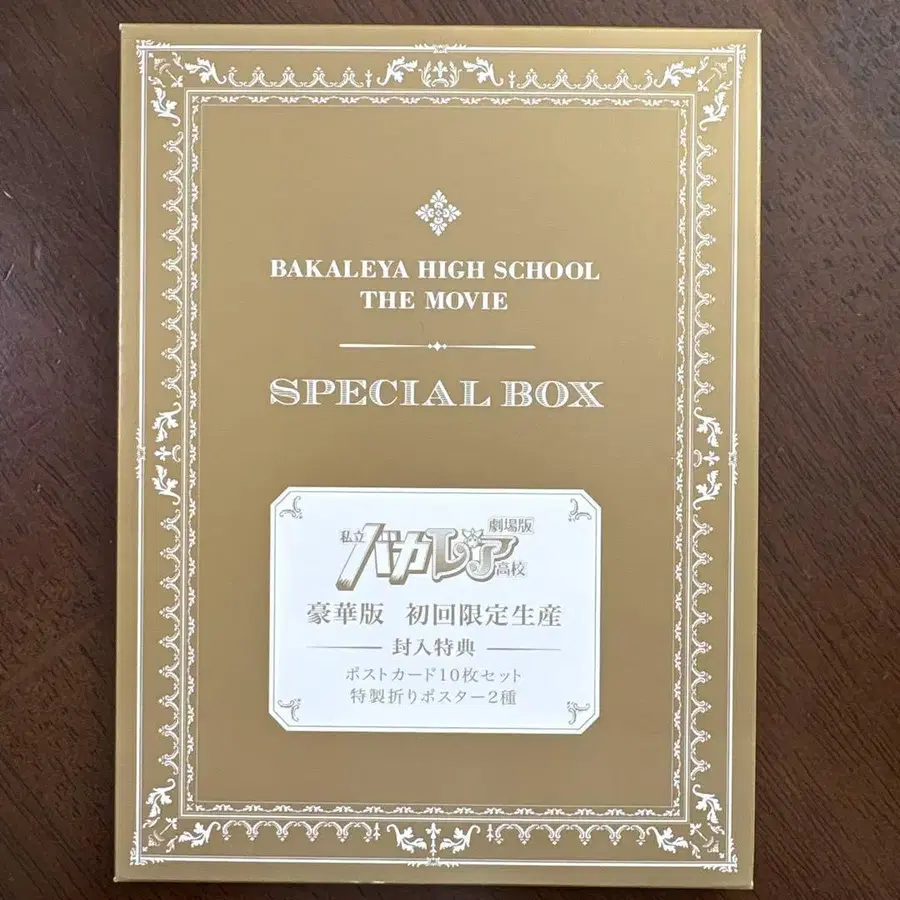 BAKALEYA HIGH SCHOOL
THE MOVIE
SPECIAL BOX
私立バカレア高校 劇場版
豪華版 初回限定生産
封入特典
ポストカード10枚セット
特製折りポスター2種